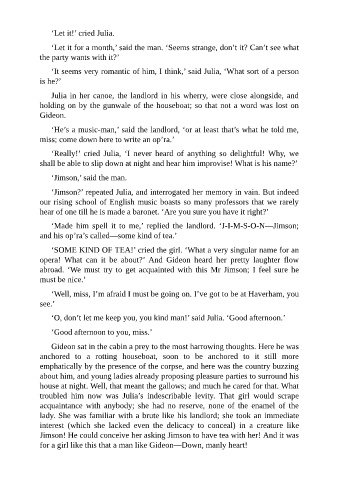 ‘Let it!’ cried Julia.
‘Let it for a month,’ said the man. ‘Seems strange, don’t it? Can’t see what
the party wants with it?’
‘It seems very romantic of him, I think,’ said Julia, ‘What sort of a person
is he?’
Julia in her canoe, the landlord in his wherry, were close alongside, and
holding on by the gunwale of the houseboat; so that not a word was lost on
Gideon.
‘He’s a music-man,’ said the landlord, ‘or at least that’s what he told me,
miss; come down here to write an op’ra.’
‘Really!’ cried Julia, ‘I never heard of anything so delightful! Why, we
shall be able to slip down at night and hear him improvise! What is his name?’
‘Jimson,’ said the man.
‘Jimson?’ repeated Julia, and interrogated her memory in vain. But indeed
our rising school of English music boasts so many professors that we rarely
hear of one till he is made a baronet. ‘Are you sure you have it right?’
‘Made him spell it to me,’ replied the landlord. ‘J-I-M-S-O-N—Jimson;
and his op’ra’s called—some kind of tea.’
‘SOME KIND OF TEA!’ cried the girl. ‘What a very singular name for an
opera! What can it be about?’ And Gideon heard her pretty laughter flow
abroad. ‘We must try to get acquainted with this Mr Jimson; I feel sure he
must be nice.’
‘Well, miss, I’m afraid I must be going on. I’ve got to be at Haverham, you
see.’
‘O, don’t let me keep you, you kind man!’ said Julia. ‘Good afternoon.’
‘Good afternoon to you, miss.’
Gideon sat in the cabin a prey to the most harrowing thoughts. Here he was
anchored to a rotting houseboat, soon to be anchored to it still more
emphatically by the presence of the corpse, and here was the country buzzing
about him, and young ladies already proposing pleasure parties to surround his
house at night. Well, that meant the gallows; and much he cared for that. What
troubled him now was Julia’s indescribable levity. That girl would scrape
acquaintance with anybody; she had no reserve, none of the enamel of the
lady. She was familiar with a brute like his landlord; she took an immediate
interest (which she lacked even the delicacy to conceal) in a creature like
Jimson! He could conceive her asking Jimson to have tea with her! And it was
for a girl like this that a man like Gideon—Down, manly heart!